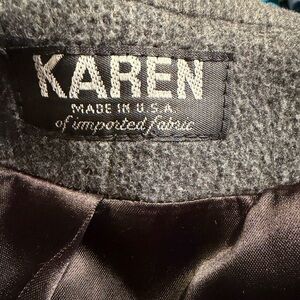 KAREN
MADE IN U.S.A.
of imported fabric